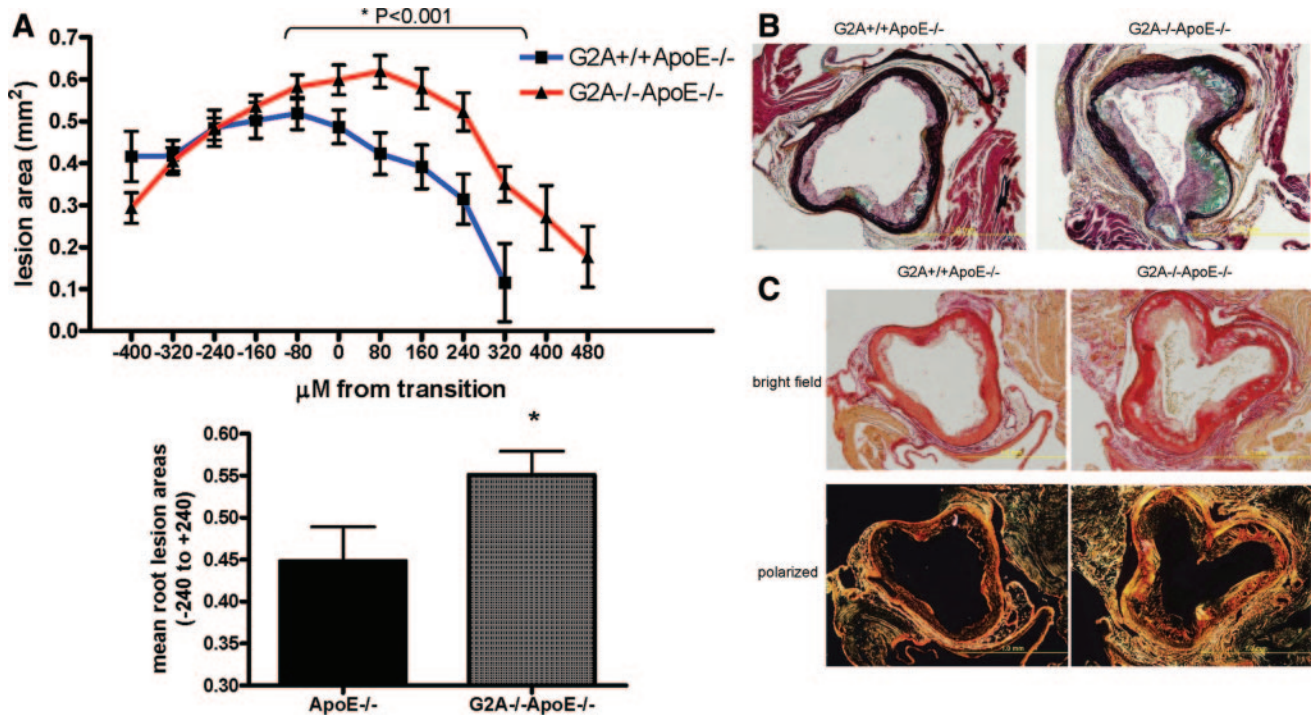 A
* P<0.001
G2A+/+ApoE-/-
G2A-/-ApoE-/-
lesion area (mm²)
0.7
0.6
0.5
0.4
0.3
0.2
0.1
0.0
-400 -320 -240 -160 -80 0 80 160 240 320 400 480
μM from transition
mean root lesion areas
(-240 to +240)
0.60
0.55
0.50
0.45
0.40
0.35
0.30
*
ApoE-/- G2A-/-ApoE-/-
B
G2A+/+ApoE-/- G2A-/-ApoE-/-
C
G2A+/+ApoE-/- G2A-/-ApoE-/-
bright field
polarized
1.0 mm